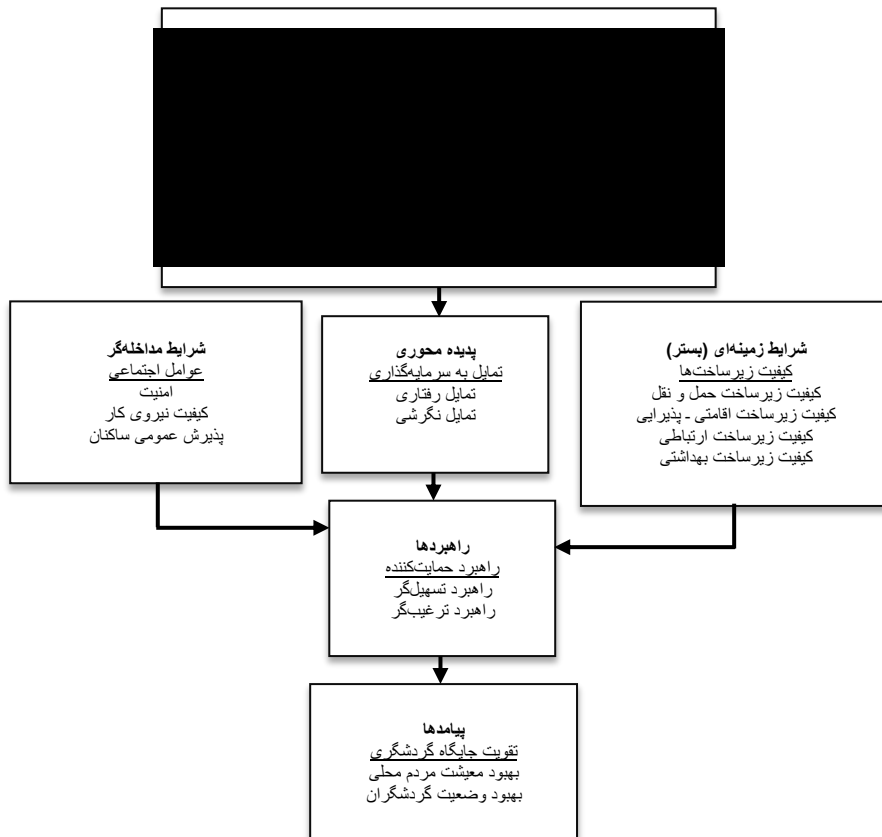 شرایط زمینه‌ای (بستر)
کیفیت زیرساخت‌ها
کیفیت زیرساخت حمل و نقل
کیفیت زیرساخت اقامتی ـ پذیرایی
کیفیت زیرساخت ارتباطی
کیفیت زیرساخت بهداشتی
پدیده محوری
تمایل به سرمایه‌گذاری
تمایل رفتاری
تمایل نگرشی
شرایط مداخله‌گر
عوامل اجتماعی
امنیت
کیفیت نیروی کار
پذیرش عمومی ساکنان
راهبردها
راهبرد حمایت‌کننده
راهبرد تسهیل‌گر
راهبرد ترغیب‌گر
پیامدها
تقویت جایگاه گردشگری
بهبود معیشت مردم محلی
بهبود وضعیت گردشگران